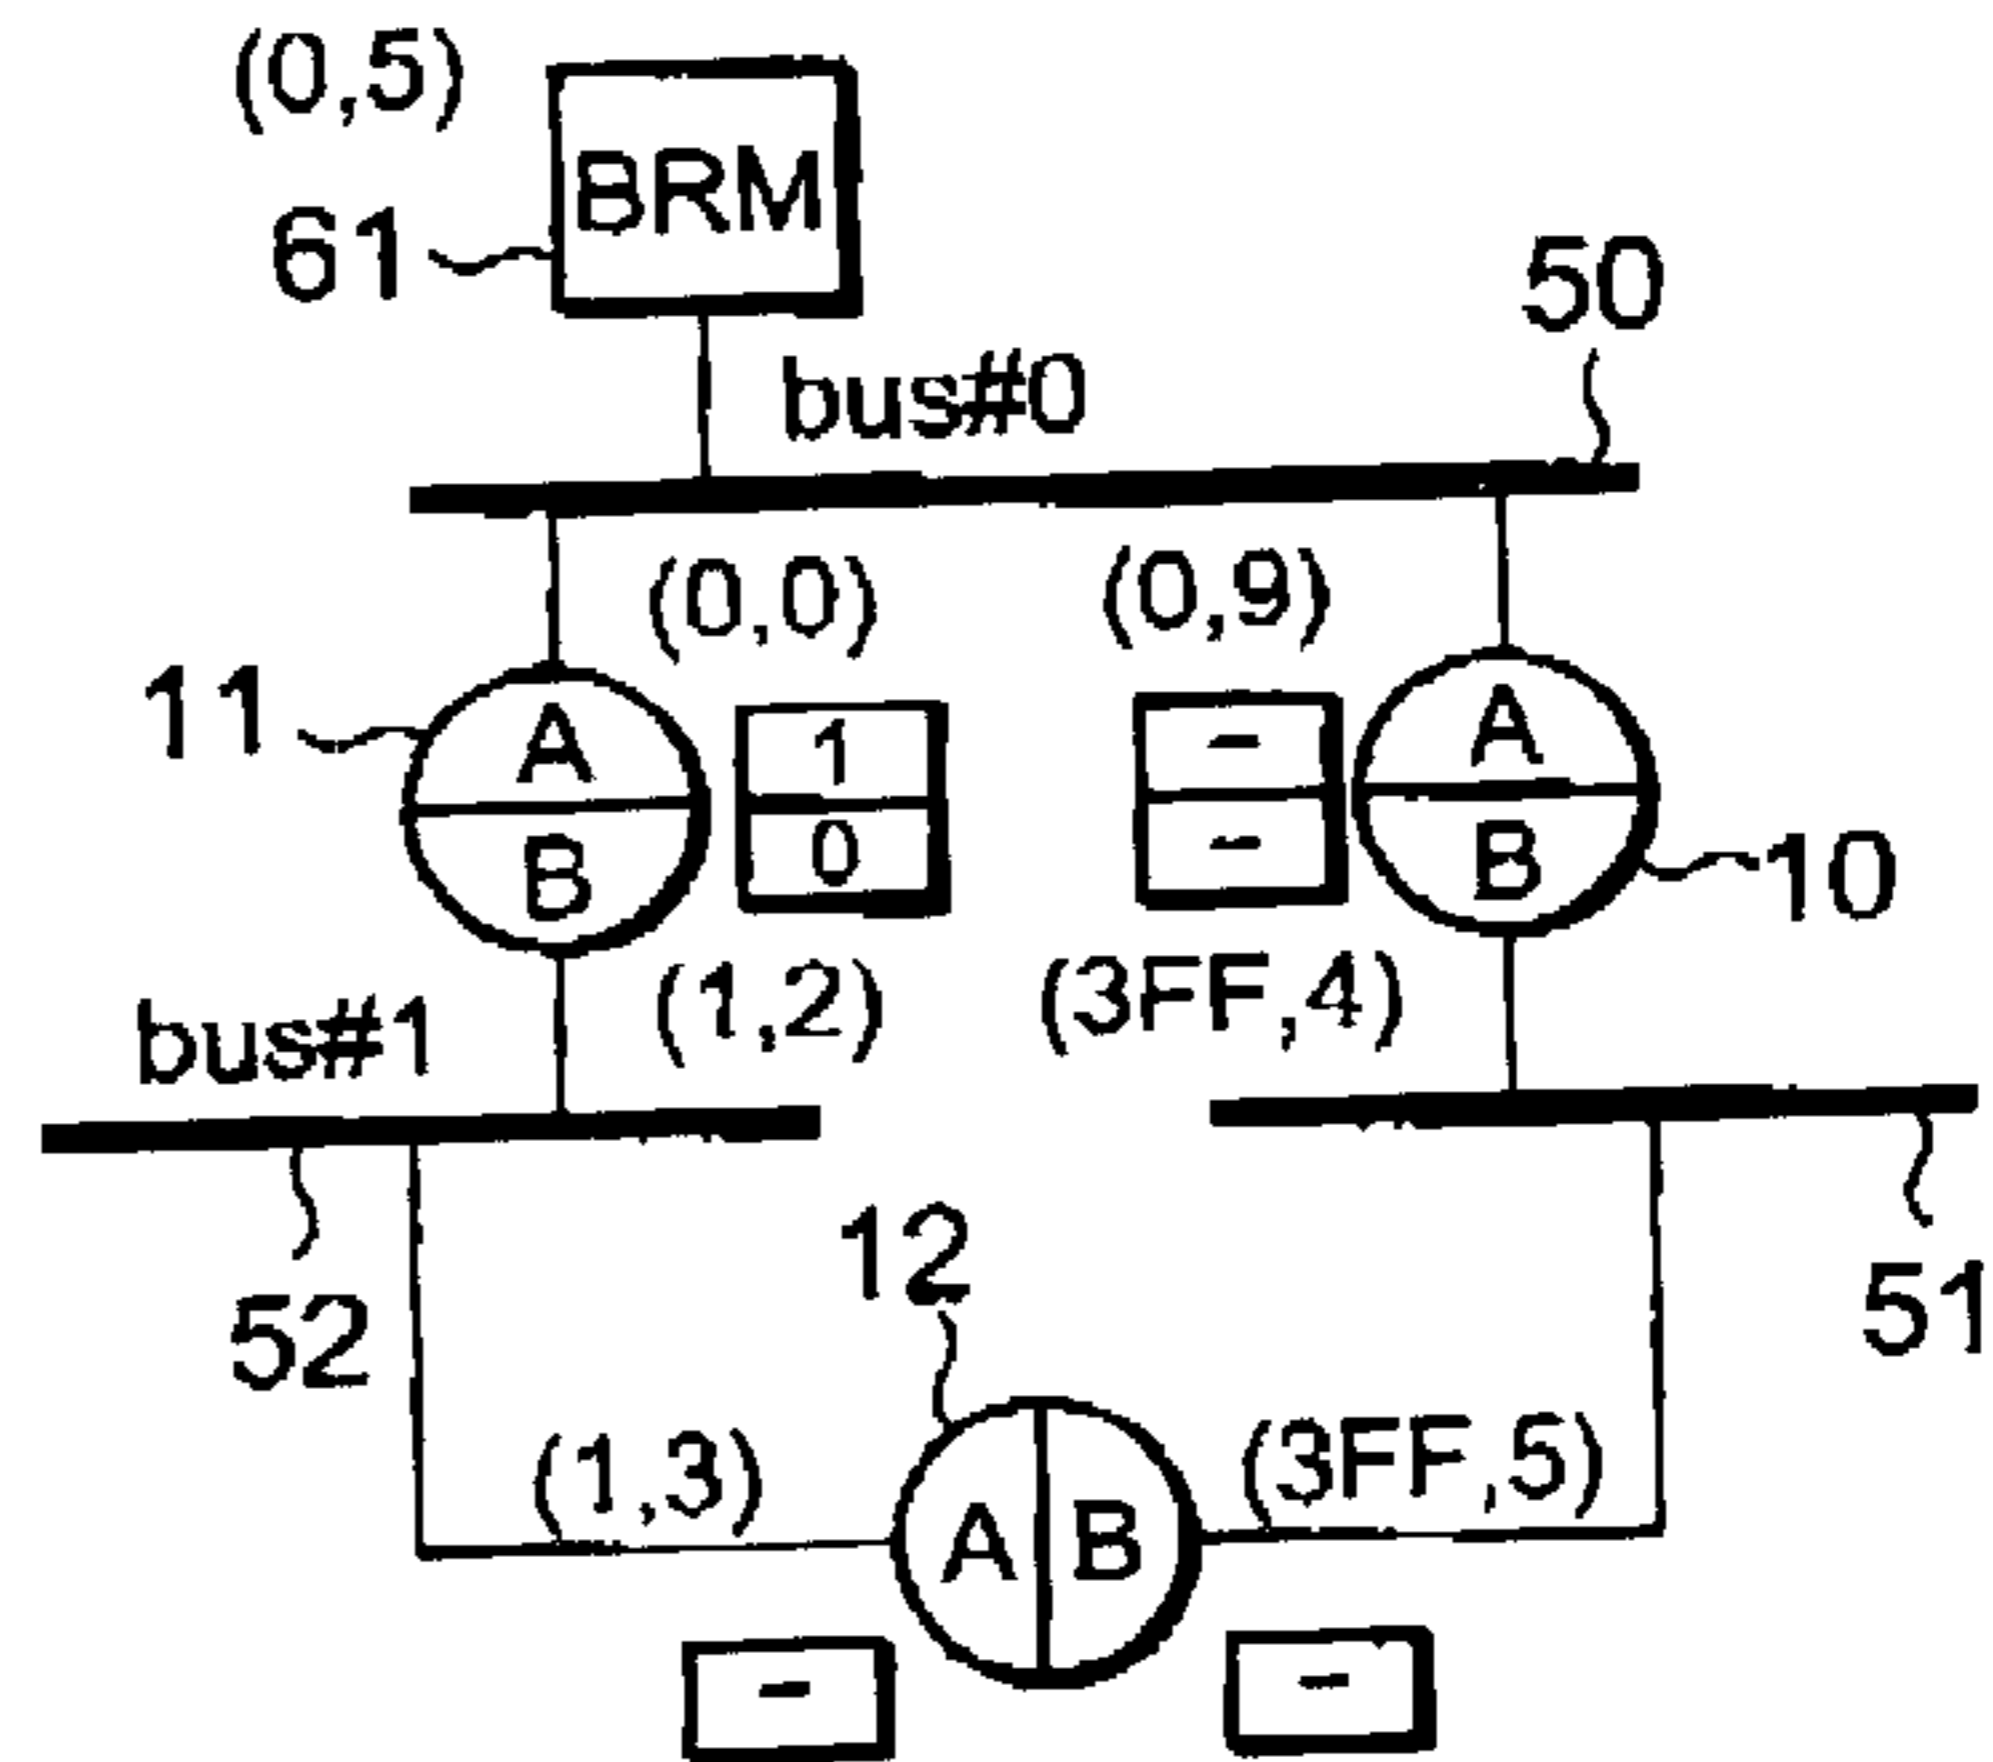 (0,5)
BRM
61
50
bus#0
(0,0)
(0,9)
11
A
B
1
0
-
-
A
B
10
(1,2)
(3FF,4)
bus#1
52
12
51
(1,3)
A
B
(3FF,5)
-
-